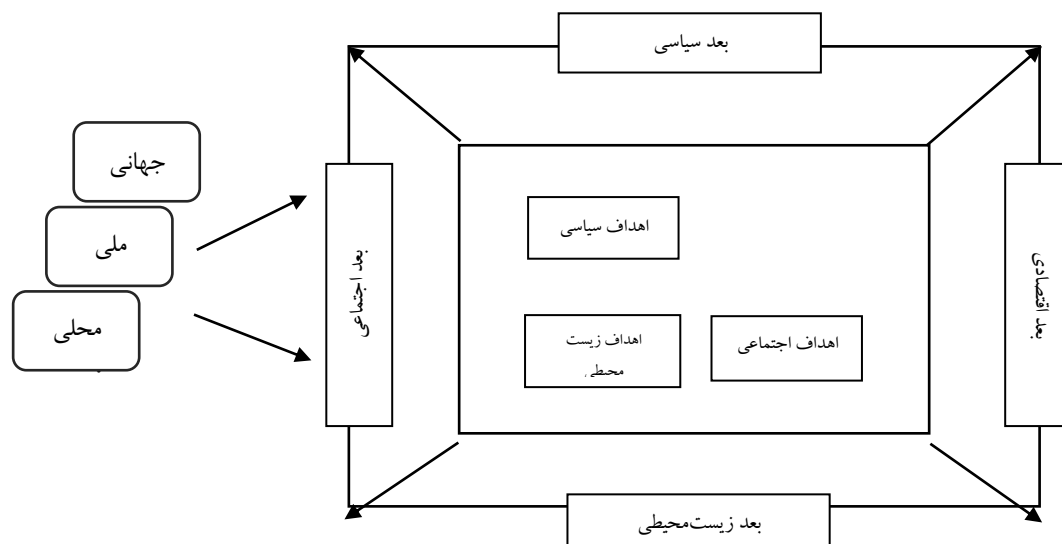 بعد سیاسی
جهانی
ملی
محلی
بعد اجتماعی
بعد اقتصادی
اهداف سیاسی
اهداف اجتماعی
اهداف زیست
محیطی
بعد زیست‌محیطی